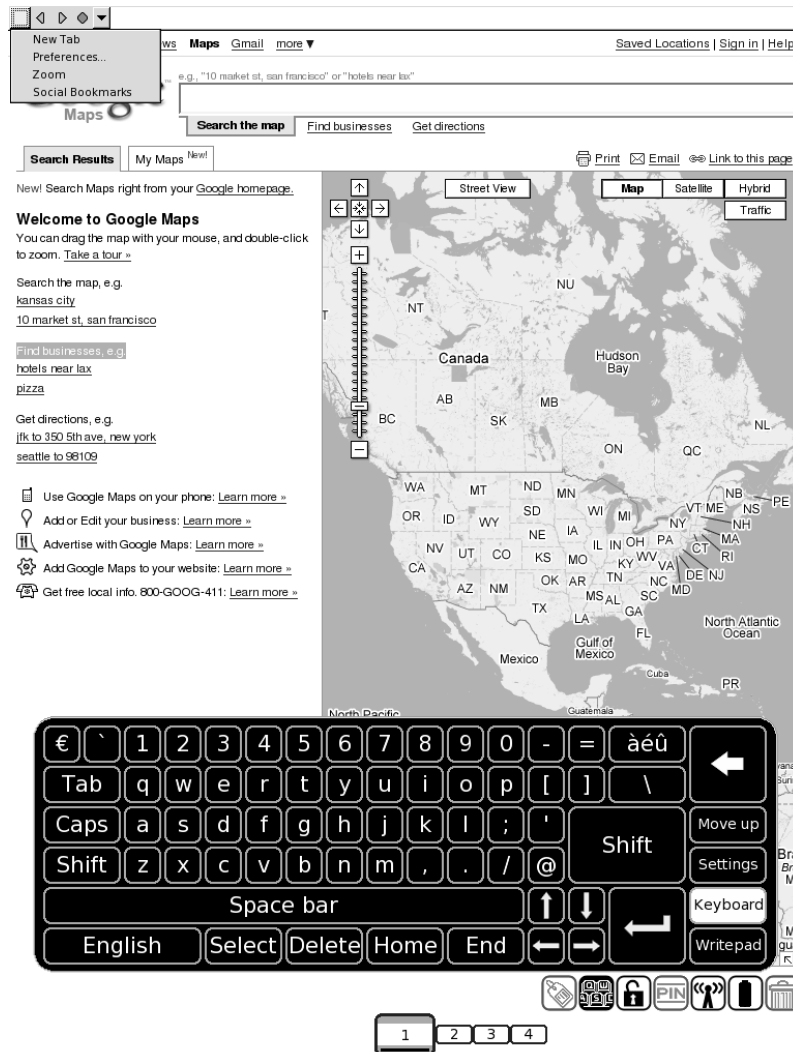 New Tab
Preferences...
Zoom
Social Bookmarks
ws Maps Gmail more ▼
Saved Locations | Sign in | Help
Maps
e.g., "10 market st, san francisco" or "hotels near lax"
Search the map Find businesses Get directions
Search Results My Maps New!
Print Email Link to this page
New! Search Maps right from your Google homepage.
Welcome to Google Maps
You can drag the map with your mouse, and double-click
to zoom. Take a tour »
Search the map, e.g.
kansas city
10 market st, san francisco
Find businesses, e.g.
hotels near lax
pizza
Get directions, e.g.
jfk to 350 5th ave, new york
seattle to 98109
Use Google Maps on your phone: Learn more »
Add or Edit your business: Learn more »
Advertise with Google Maps: Learn more »
Add Google Maps to your website: Learn more »
Get free local info. 800-GOOG-411: Learn more »
Street View Map Satellite Hybrid
Traffic
NU
NT
T
Canada
Hudson
Bay
AB
MB
BC
SK
NL
ON
QC
WA MT ND MN NB PE
OR ID WY SD WI MI VT ME NS
NY NH
NE IA MA
NV UT CO KS MO IL IN OH PA CT RI
CA KY WV VA DE NJ
AZ NM OK AR TN NC MD
TX MS AL SC
LA GA
FL
Gulf of
Mexico
North Atlantic
Ocean
Mexico
Cuba
PR
Guatemala
North Pacific
€ ` 1 2 3 4 5 6 7 8 9 0 - = àéû
Tab q w e r t y u i o p [ ] \
Caps a s d f g h j k l ; ' Shift Move up
Shift z x c v b n m , . / @ Settings
Space bar Keyboard
English Select Delete Home End Writepad
PIN
1 2 3 4